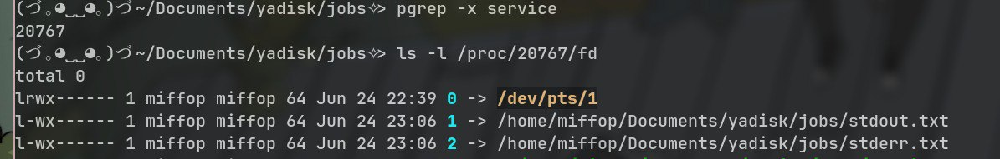 (づ｡◕‿‿◕｡)づ~/Documents/yadisk/jobs✧> pgrep -x service
20767
(づ｡◕‿‿◕｡)づ~/Documents/yadisk/jobs✧> ls -l /proc/20767/fd
total 0
lrwx------ 1 miffop miffop 64 Jun 24 22:39 0 -> /dev/pts/1
l-wx------ 1 miffop miffop 64 Jun 24 23:06 1 -> /home/miffop/Documents/yadisk/jobs/stdout.txt
l-wx------ 1 miffop miffop 64 Jun 24 23:06 2 -> /home/miffop/Documents/yadisk/jobs/stderr.txt